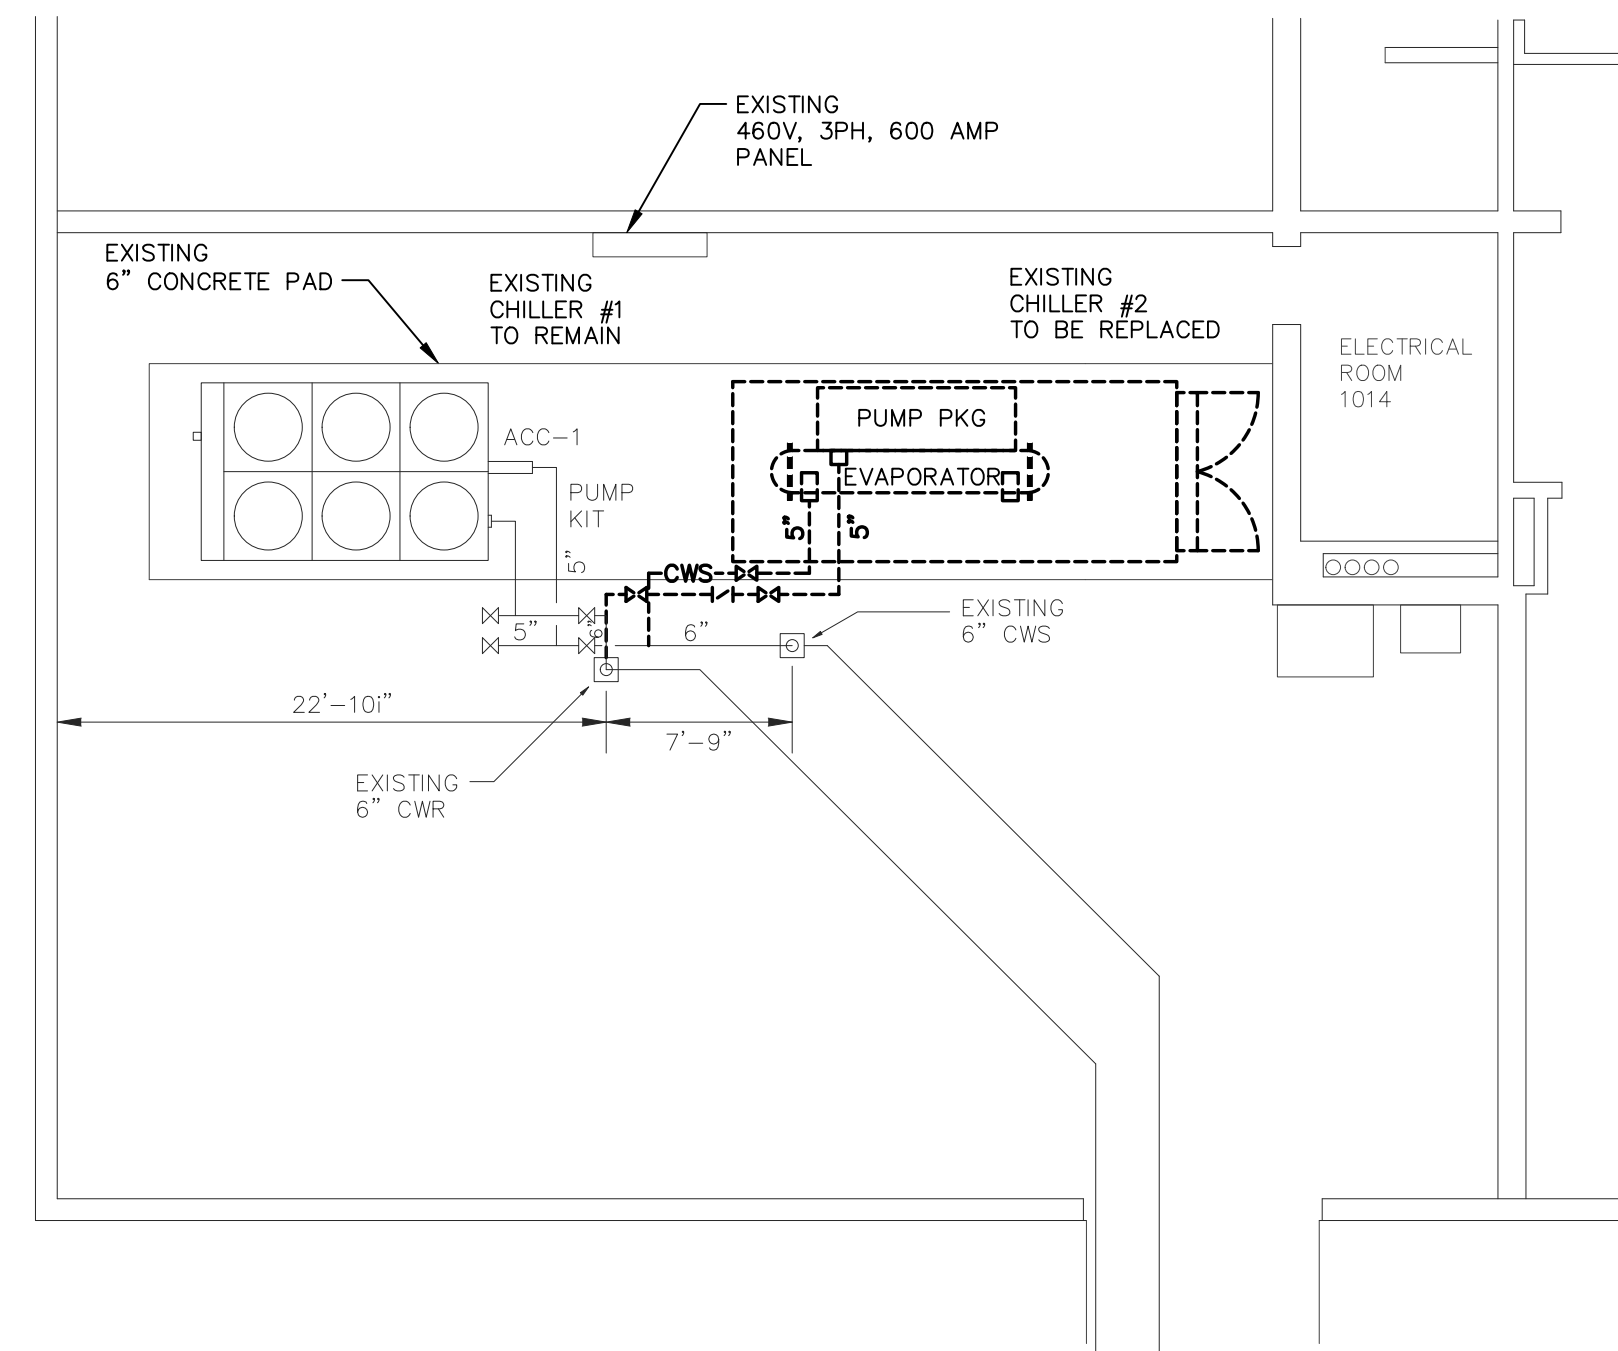 EXISTING
460V, 3PH, 600 AMP
PANEL
EXISTING
6” CONCRETE PAD
EXISTING
CHILLER #1
TO REMAIN
EXISTING
CHILLER #2
TO BE REPLACED
ELECTRICAL
ROOM
1014
ACC-1
PUMP
KIT
5”
PUMP PKG
EVAPORATOR
5”
5”
CWS
5”
6”
6”
EXISTING
6” CWS
22’-10i”
7’-9”
EXISTING
6” CWR